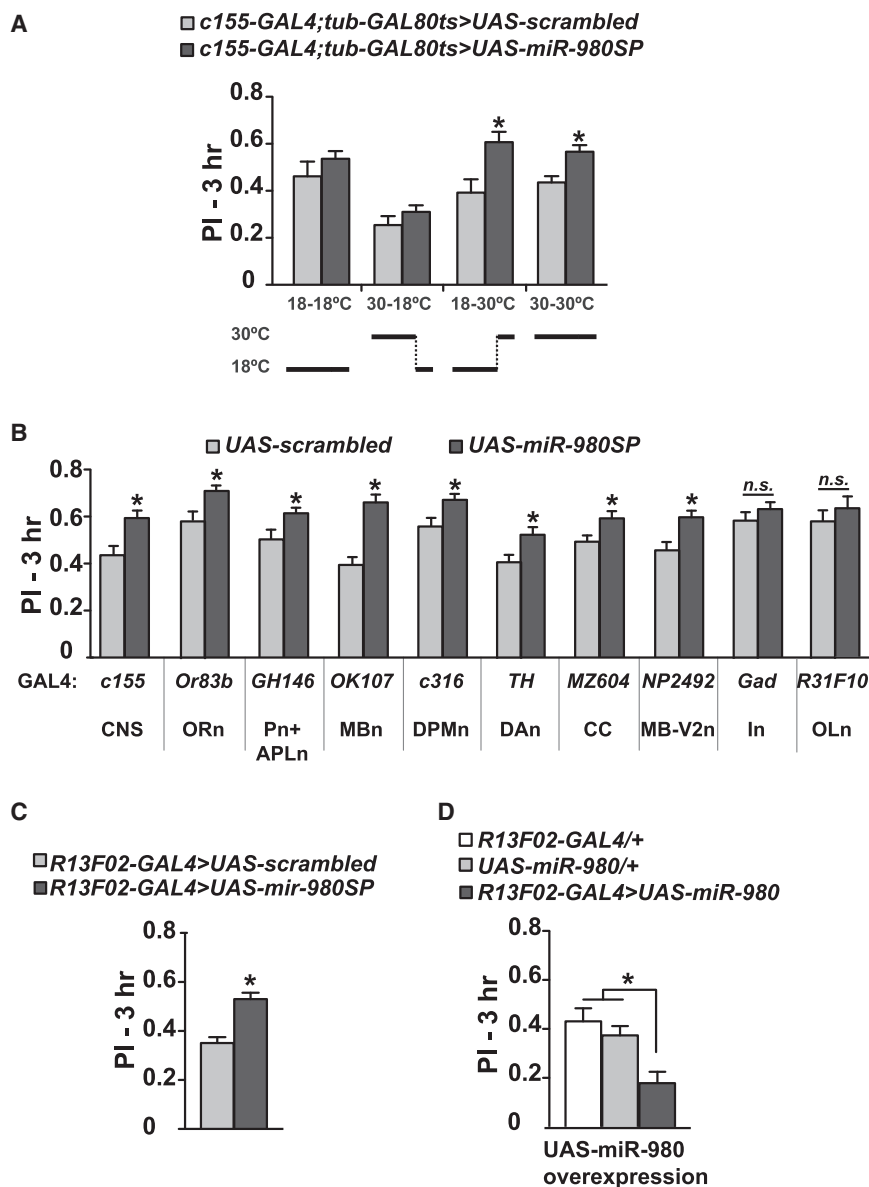 A
c155-GAL4;tub-GAL80ts>UAS-scrambled
c155-GAL4;tub-GAL80ts>UAS-miR-980SP
PI - 3 hr
0.8
0.6
0.4
0.2
0
*
*
18-18ºC
30-18ºC
18-30ºC
30-30ºC
30ºC
18ºC
B
UAS-scrambled
UAS-miR-980SP
PI - 3 hr
0.8
0.6
0.4
0.2
0
* * * * * * * * n.s. n.s.
GAL4: c155 Or83b GH146 OK107 c316 TH MZ604 NP2492 Gad R31F10
CNS ORn Pn+ MBn DPMn DAn CC MB-V2n In OLn
APLn
C
R13F02-GAL4>UAS-scrambled
R13F02-GAL4>UAS-mir-980SP
PI - 3 hr
0.8
0.6
0.4
0.2
0
*
D
R13F02-GAL4/+
UAS-miR-980/+
R13F02-GAL4>UAS-miR-980
PI - 3 hr
0.8
0.6
0.4
0.2
0
*
UAS-miR-980
overexpression